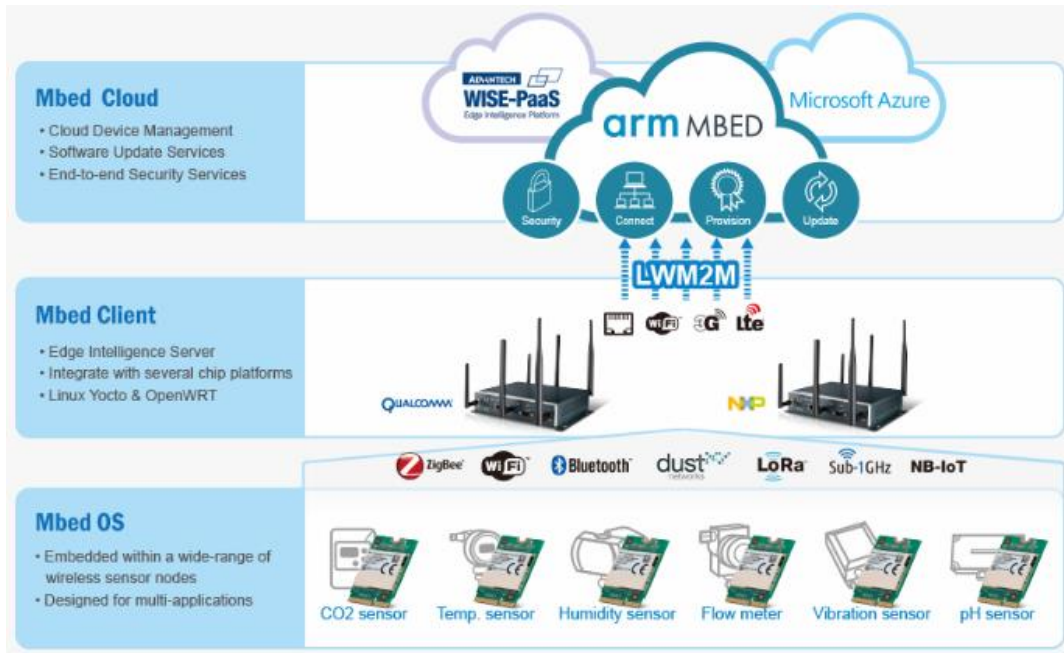 ADVANTECH
WISE-PaaS
Edge Intelligence Platform
arm MBED
Microsoft Azure
Mbed Cloud
• Cloud Device Management
• Software Update Services
• End-to-end Security Services
Security
Connect
Provision
Update
LWM2M
Mbed Client
• Edge Intelligence Server
• Integrate with several chip platforms
• Linux Yocto & OpenWRT
WiFi
3G
lte
QUALCOMM
NXP
ZigBee
WiFi
Bluetooth
dust
networks
LoRa
Sub-1GHz
NB-IoT
Mbed OS
• Embedded within a wide-range of
wireless sensor nodes
• Designed for multi-applications
CO2 sensor
Temp. sensor
Humidity sensor
Flow meter
Vibration sensor
pH sensor